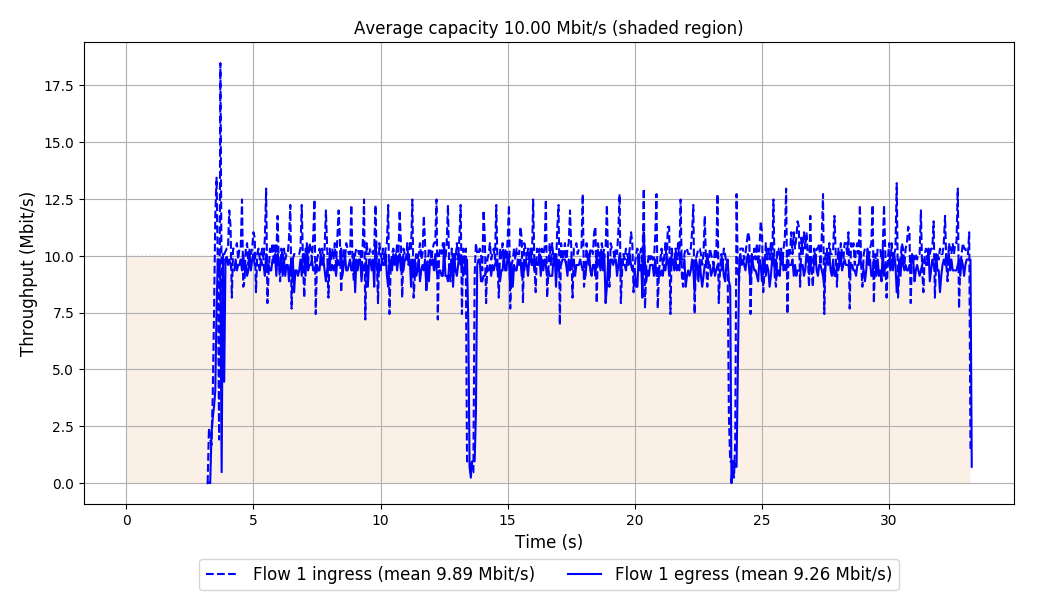 Average capacity 10.00 Mbit/s (shaded region)
Throughput (Mbit/s)
17.5
15.0
12.5
10.0
7.5
5.0
2.5
0.0
0 5 10 15 20 25 30
Time (s)
Flow 1 ingress (mean 9.89 Mbit/s) Flow 1 egress (mean 9.26 Mbit/s)